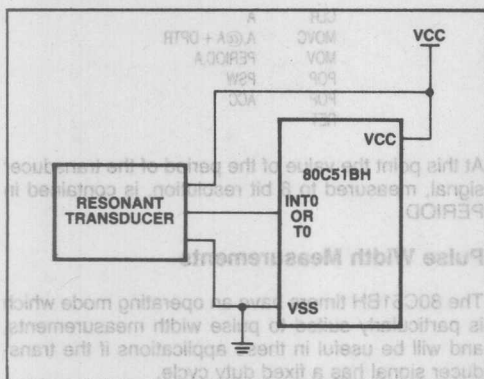 CLR A
MOVC A,@A + DPTR
MOV PERIOD,A
POP PSW
POP ACC
RET
VCC
VCC
80C51BH
At this point the value of the period of the transducer
signal, measured to 8 bit resolution, is contained in
PERIOD.
RESONANT
TRANSDUCER
INT0
OR
T0
Pulse Width Measurements
VSS
The 80C51BH timers have an operating mode which
is particularly suited to pulse width measurements,
and will be useful in these applications if the trans-
ducer signal has a fixed duty cycle.